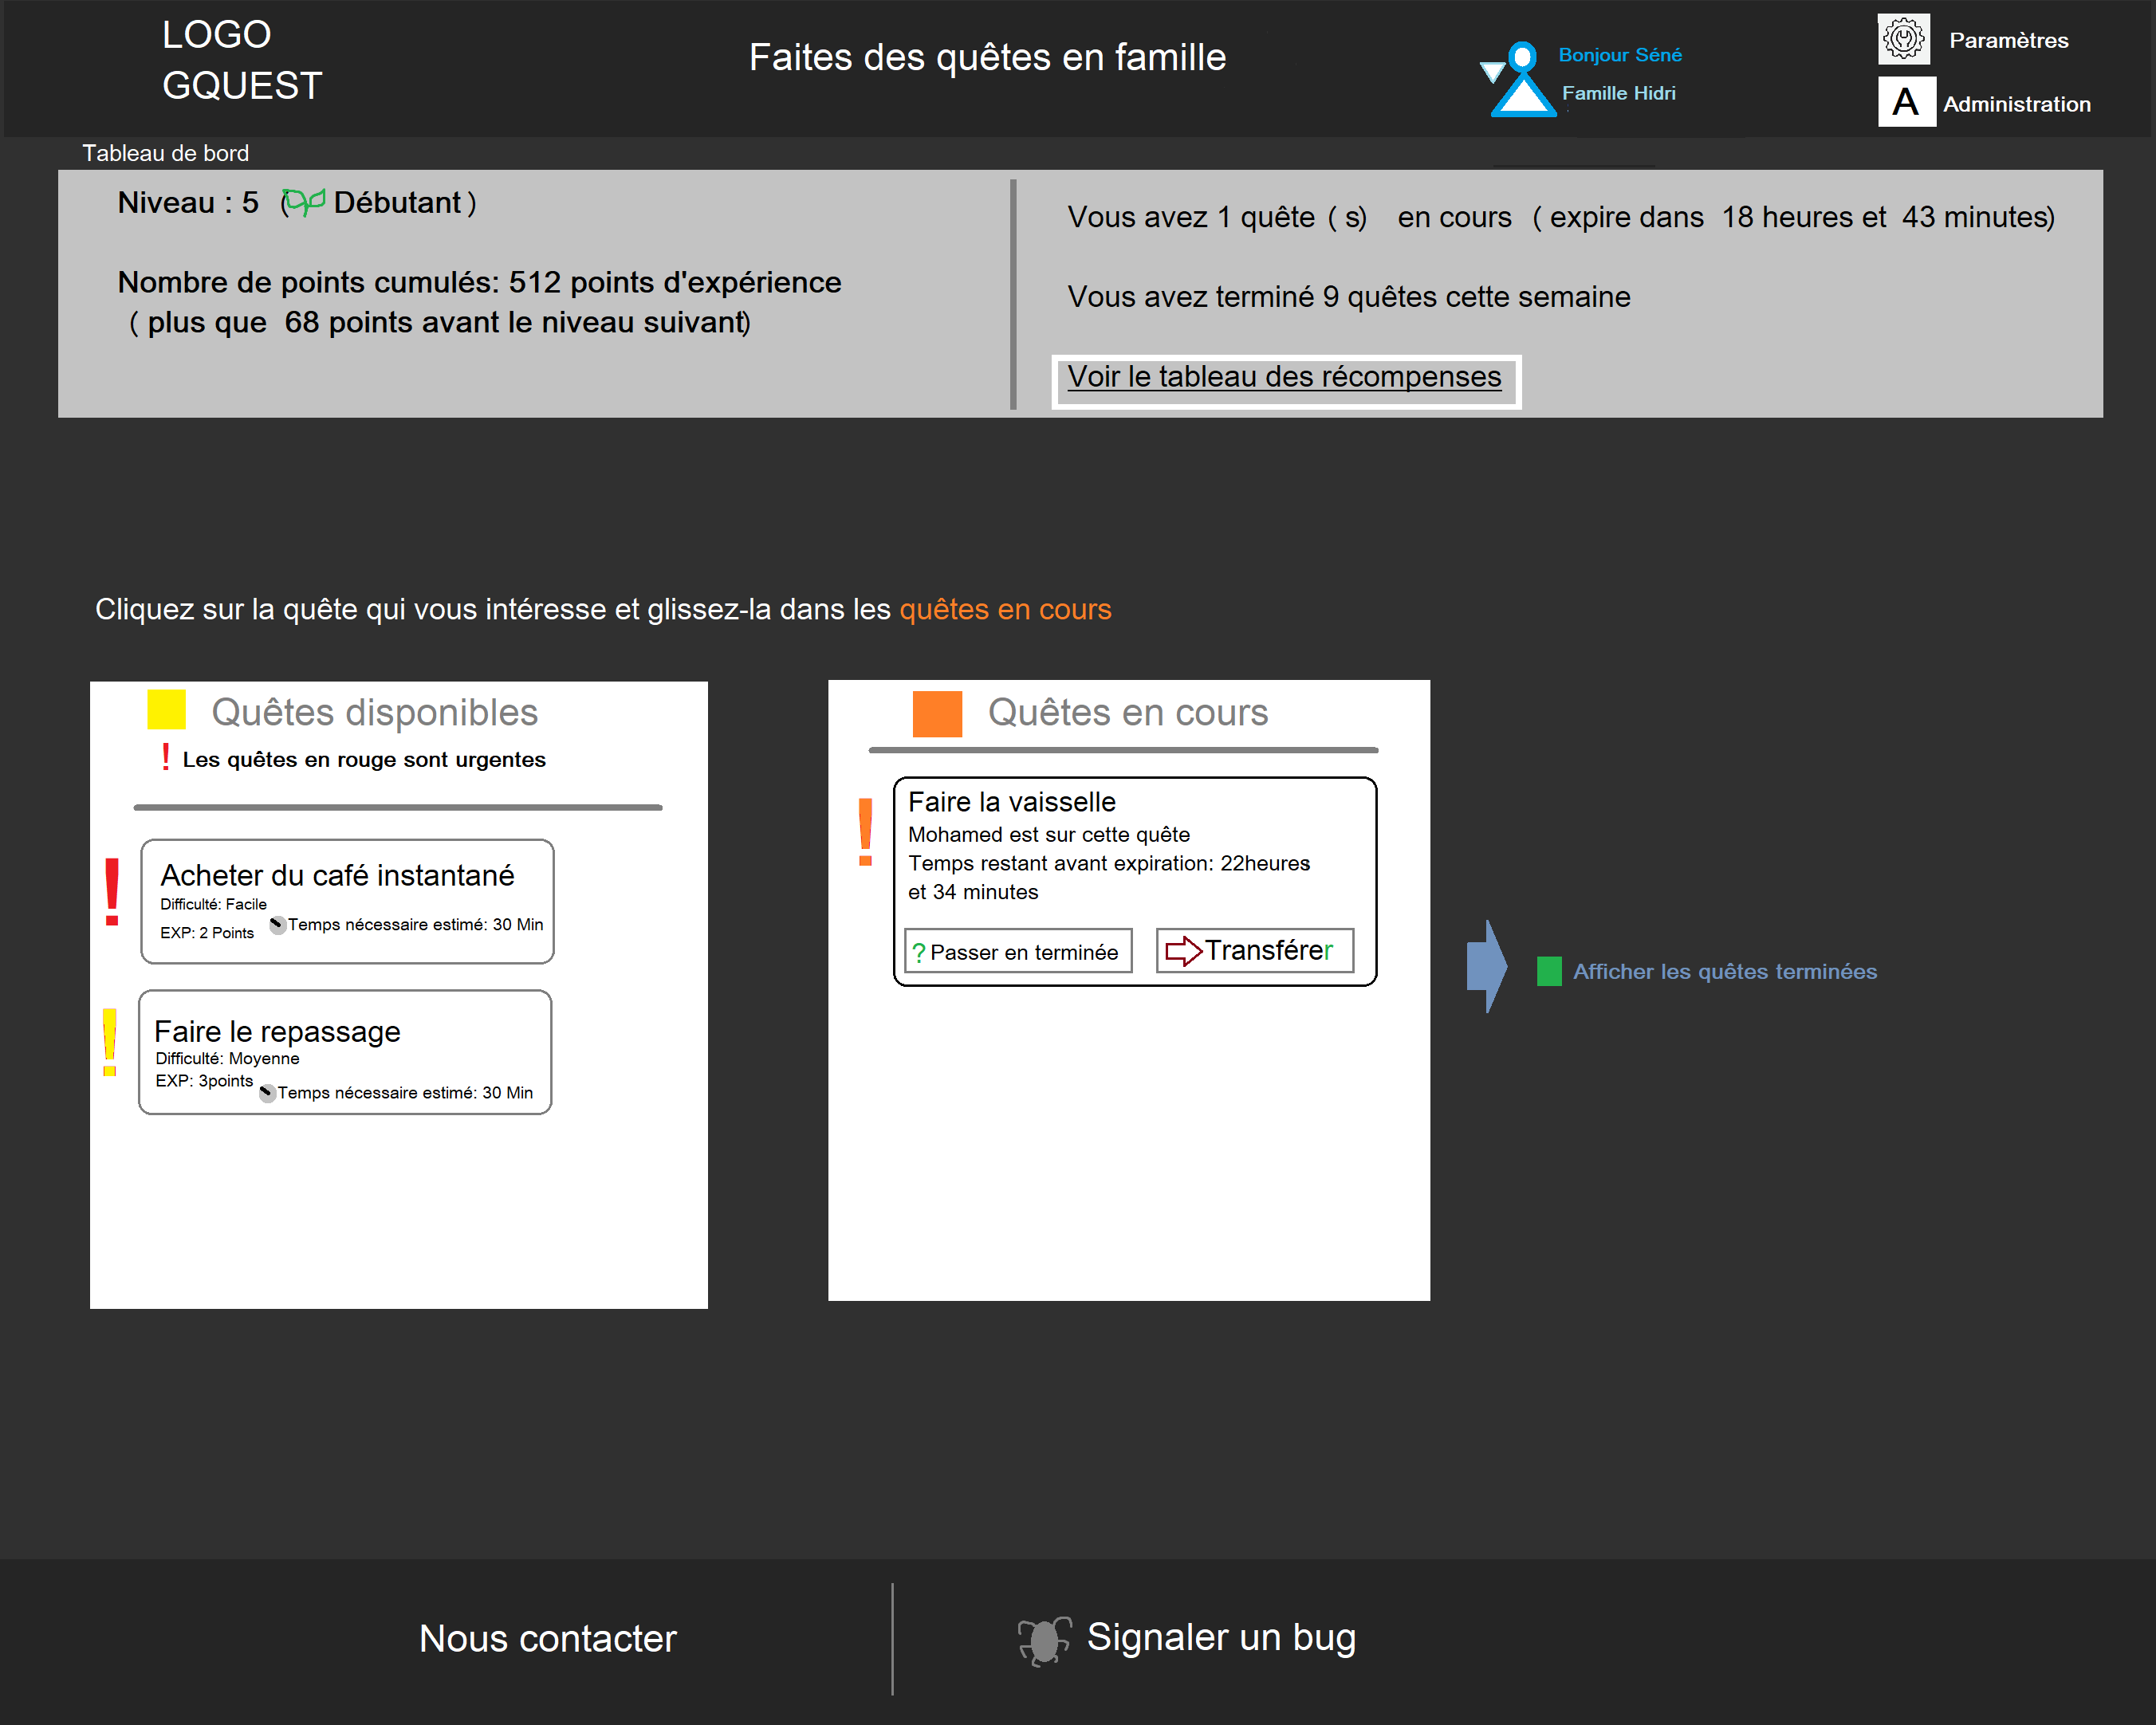 LOGO
GQUEST
Faites des quêtes en famille
Bonjour Séné
Famille Hidri
Paramètres
A Administration
Tableau de bord
Niveau : 5 ( Débutant )
Nombre de points cumulés: 512 points d'expérience
( plus que 68 points avant le niveau suivant)
Vous avez 1 quête ( s) en cours ( expire dans 18 heures et 43 minutes)
Vous avez terminé 9 quêtes cette semaine
Voir le tableau des récompenses
Cliquez sur la quête qui vous intéresse et glissez-la dans les quêtes en cours
Quêtes disponibles
! Les quêtes en rouge sont urgentes
!
Acheter du café instantané
Difficulté: Facile
EXP: 2 Points
Temps nécessaire estimé: 30 Min
!
Faire le repassage
Difficulté: Moyenne
EXP: 3points
Temps nécessaire estimé: 30 Min
Quêtes en cours
!
Faire la vaisselle
Mohamed est sur cette quête
Temps restant avant expiration: 22heures
et 34 minutes
? Passer en terminée
Transférer
Afficher les quêtes terminées
Nous contacter
Signaler un bug